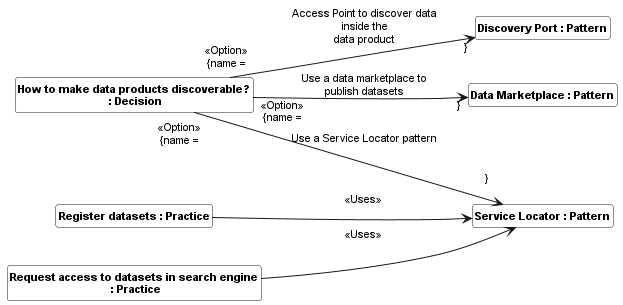 Access Point to discover data
inside the
data product
Discovery Port : Pattern
«Option»
{name =
}
How to make data products discoverable?
: Decision
Use a data marketplace to
publish datasets
Data Marketplace : Pattern
«Option»
{name =
}
«Option»
{name =
Use a Service Locator pattern
}
«Uses»
Register datasets : Practice
Service Locator : Pattern
«Uses»
Request access to datasets in search engine
: Practice